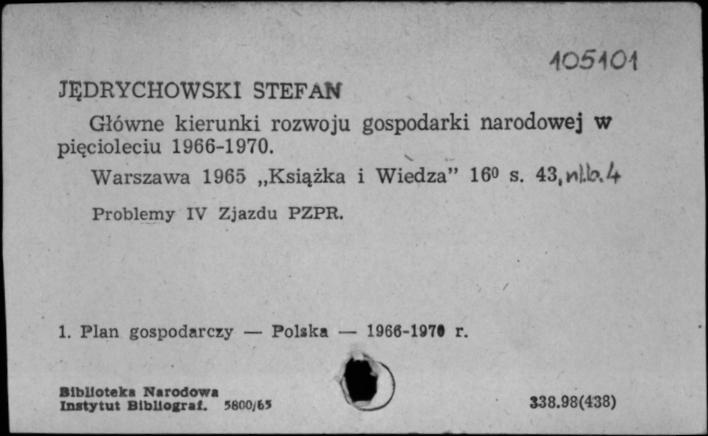 105101
JĘDRYCHOWSKI STEFAN
Główne kierunki rozwoju gospodarki narodowej w
pięcioleciu 1966-1970.
Warszawa 1965 „Książka i Wiedza” 16⁰ s. 43, nlb. 4
Problemy IV Zjazdu PZPR.
1. Plan gospodarczy — Polska — 1966-1970 r.
Biblioteka Narodowa
Instytut Bibliograf. 5800/65
338.98(438)